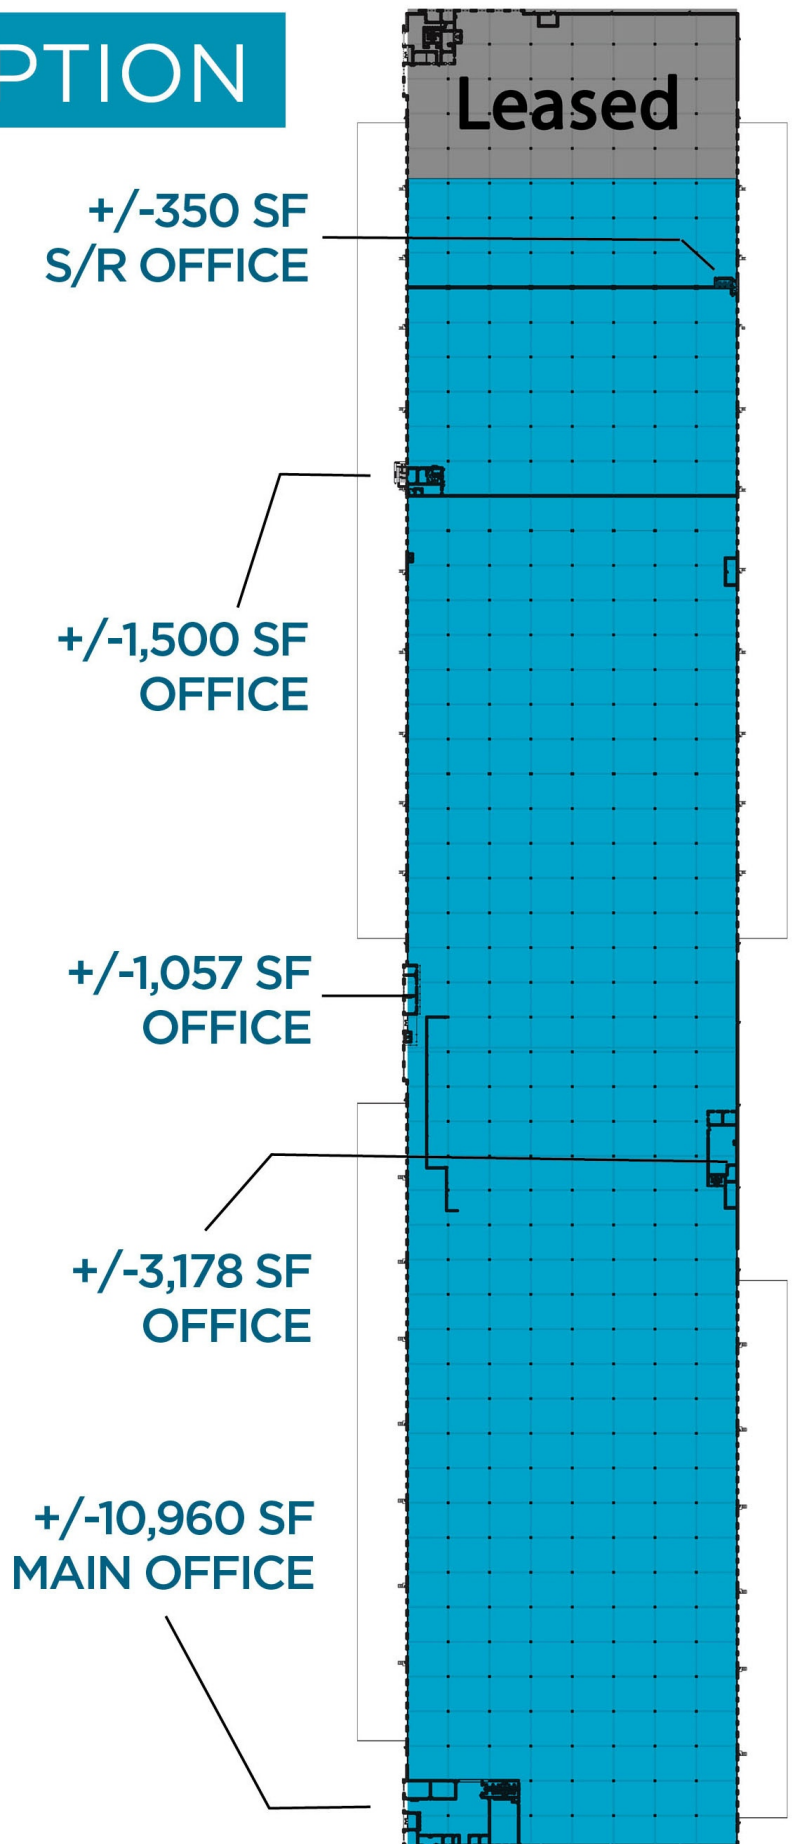 PTION
Leased
+/-350 SF
S/R OFFICE
+/-1,500 SF
OFFICE
+/-1,057 SF
OFFICE
+/-3,178 SF
OFFICE
+/-10,960 SF
MAIN OFFICE